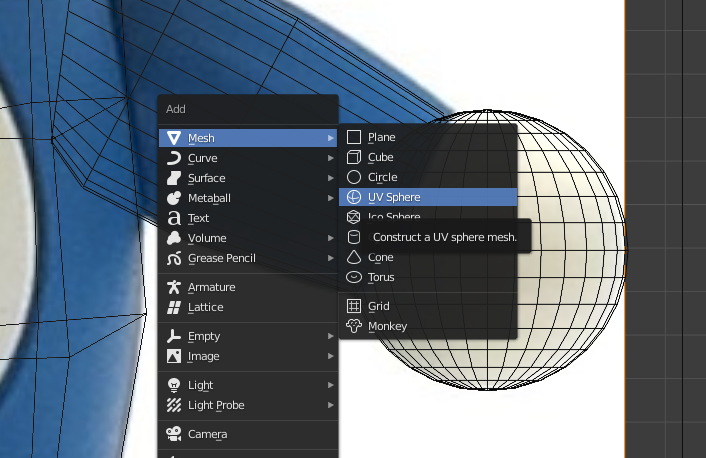 Add
Mesh
Curve
Surface
Metaball
Text
Volume
Grease Pencil
Armature
Lattice
Empty
Image
Light
Light Probe
Camera
Plane
Cube
Circle
UV Sphere
Ico Sphere
Construct a UV sphere mesh.
Cone
Torus
Grid
Monkey